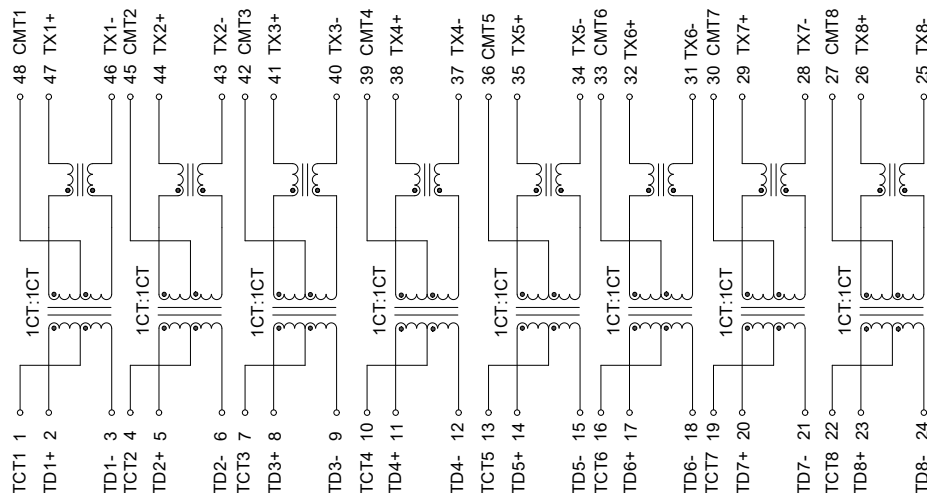 48 CMT1
47 TX1+
46 TX1-
45 CMT2
44 TX2+
43 TX2-
42 CMT3
41 TX3+
40 TX3-
39 CMT4
38 TX4+
37 TX4-
36 CMT5
35 TX5+
34 TX5-
33 CMT6
32 TX6+
31 TX6-
30 CMT7
29 TX7+
28 TX7-
27 CMT8
26 TX8+
25 TX8-
1CT:1CT
1CT:1CT
1CT:1CT
1CT:1CT
1CT:1CT
1CT:1CT
1CT:1CT
1CT:1CT
TCT1 1
TD1+ 2
TD1- 3
TCT2 4
TD2+ 5
TD2- 6
TCT3 7
TD3+ 8
TD3- 9
TCT4 10
TD4+ 11
TD4- 12
TCT5 13
TD5+ 14
TD5- 15
TCT6 16
TD6+ 17
TD6- 18
TCT7 19
TD7+ 20
TD7- 21
TCT8 22
TD8+ 23
TD8- 24